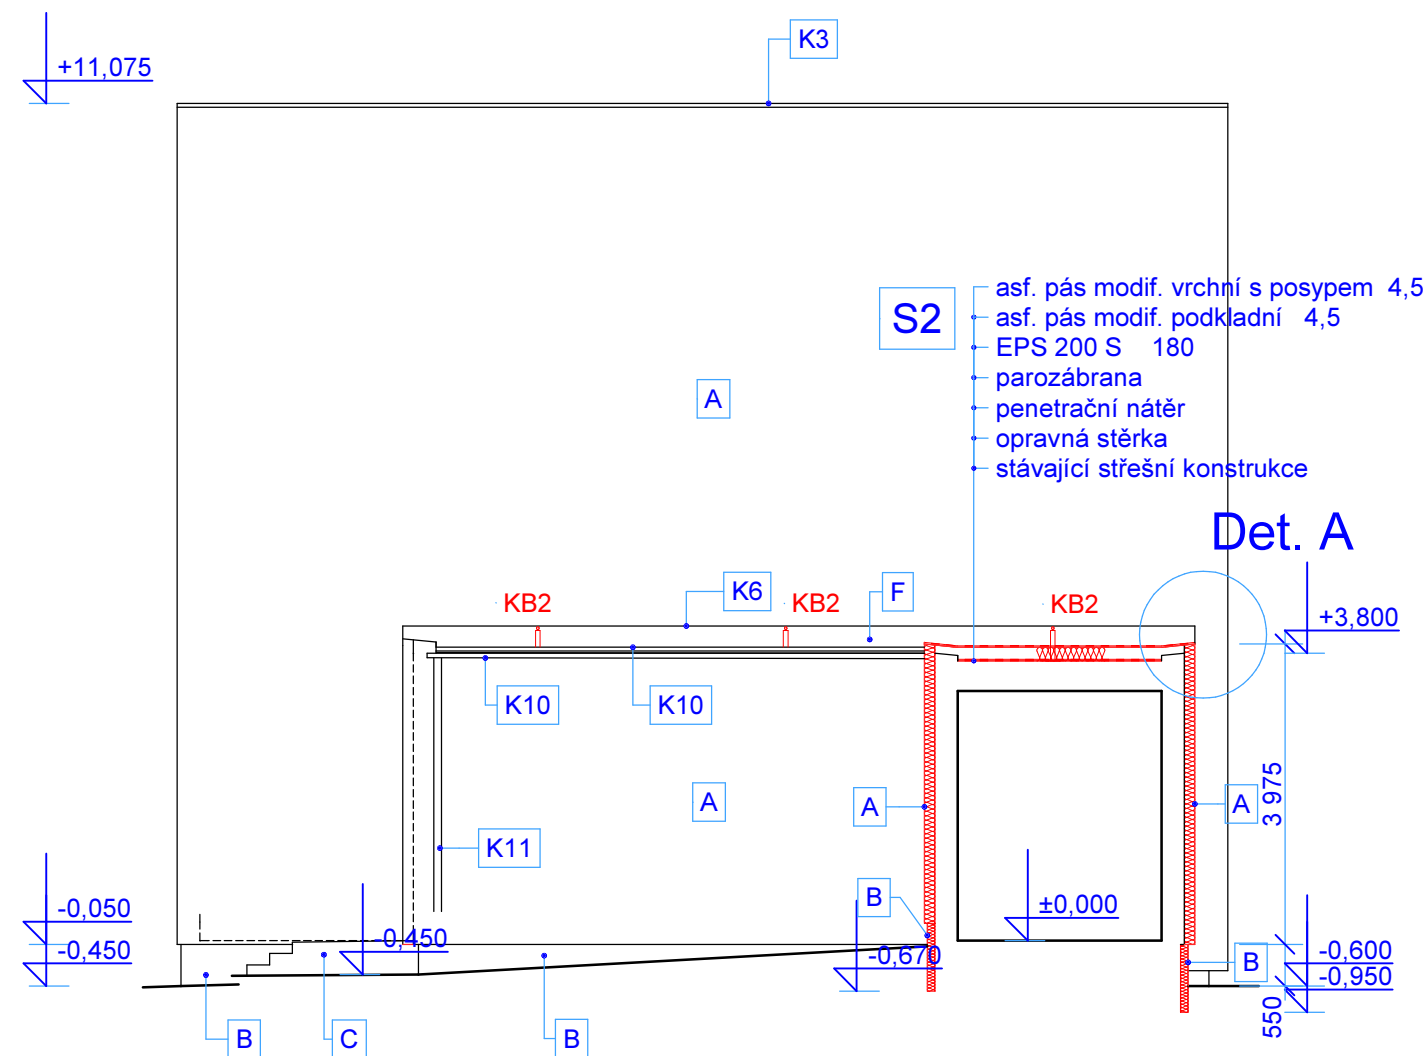 K3
+11,075
S2
asf. pás modif. vrchní s posypem 4,5
asf. pás modif. podkladní 4,5
EPS 200 S 180
parozábrana
penetrační nátěr
opravná stěrka
stávající střešní konstrukce
A
Det. A
K6
F
KB2
KB2
KB2
+3,800
K10
K10
A
A
A
3 975
K11
B
-0,050
-0,450
-0,450
-0,670
±0,000
B
-0,600
-0,950
550
B
C
B